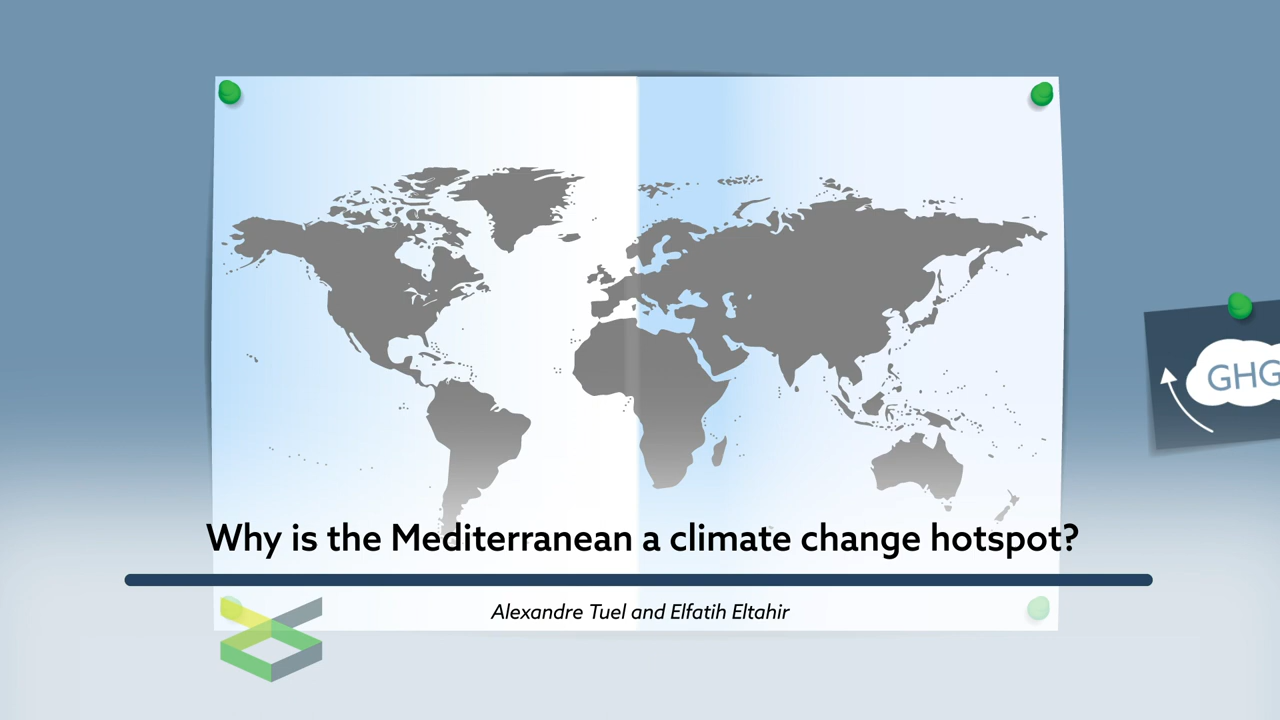 GHG
Why is the Mediterranean a climate change hotspot?
Alexandre Tuel and Elfatih Eltahir